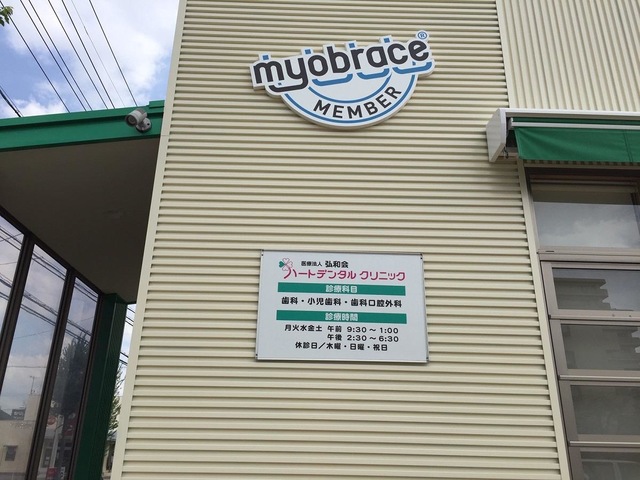 myobrace®
MEMBER
医療法人 弘和会
ハートデンタルクリニック
診療科目
歯科・小児歯科・歯科口腔外科
診療時間
月火水金土 午前 9:30～1:00
午後 2:30～6:30
休診日／木曜・日曜・祝日